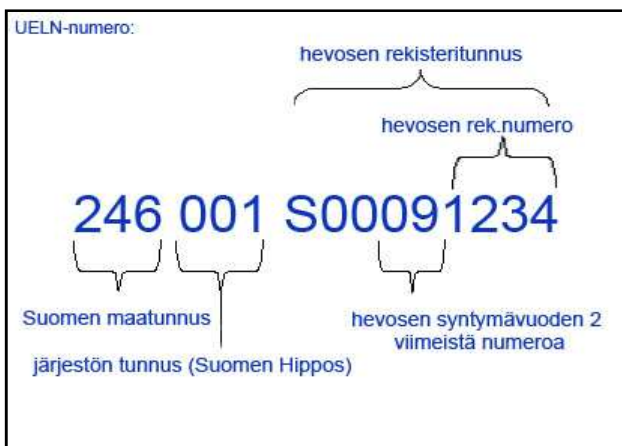 UELN-numero:
hevosen rekisteritunnus
hevosen rek.numero
246 001 S00091234
Suomen maatunnus
hevosen syntymävuoden 2
viimeistä numeroa
järjestön tunnus (Suomen Hippos)